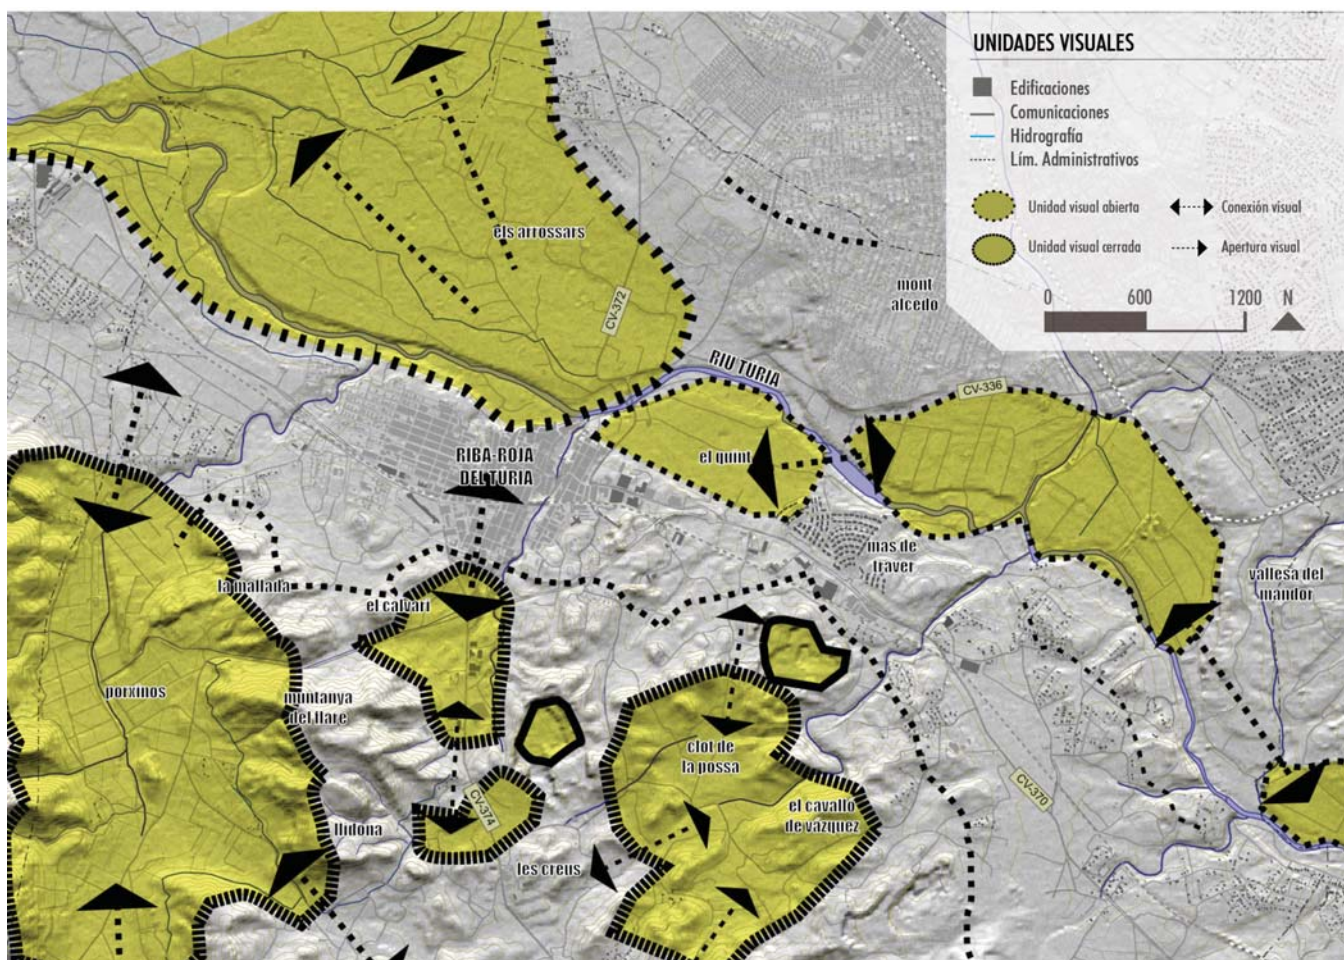 UNIDADES VISUALES
Edificaciones
Comunicaciones
Hidrografía
Lím. Administrativos
Unidad visual abierta
Conexión visual
Unidad visual cerrada
Apertura visual
0 600 1200 N
els arrossars
CV-372
mont
alcedo
RIU TÚRIA
CV-336
RIBA-ROJA
DEL TÚRIA
el quint
mas de
traver
vallesa del
mandor
la mallada
el calvari
porxinos
muntanya
del llare
clot de
la possa
CV-370
CV-374
el cavallo
de vázquez
llidona
les creus